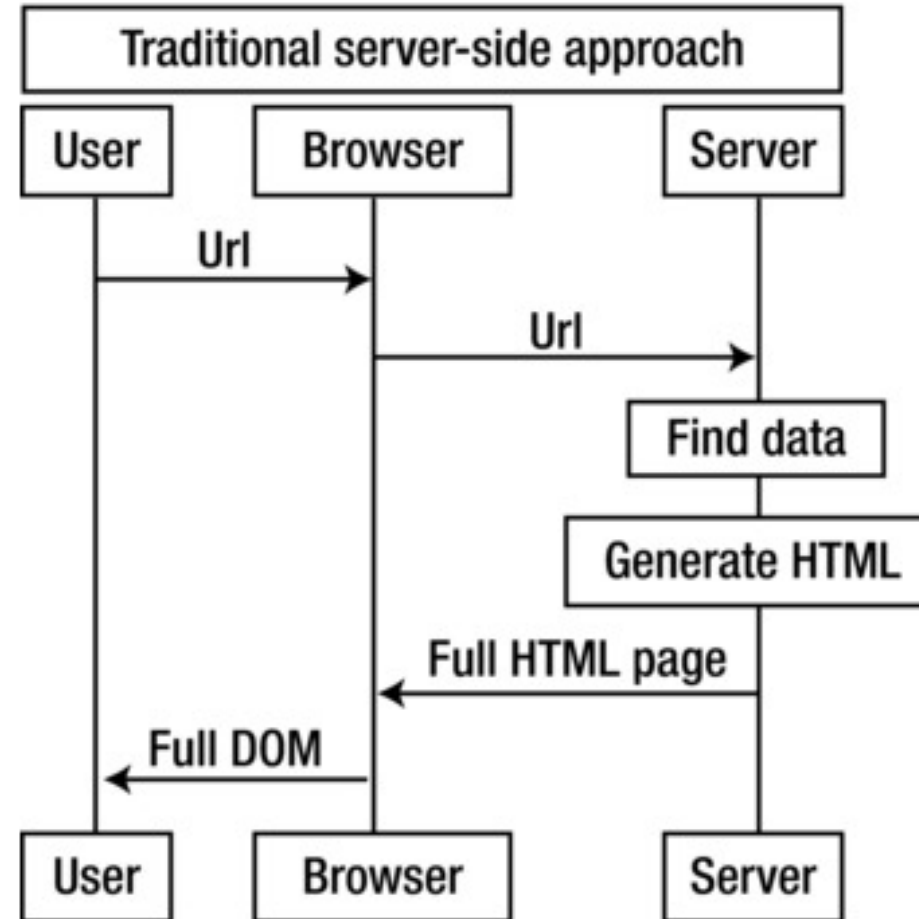 Traditional server-side approach
User
Browser
Server
Url
Url
Find data
Generate HTML
Full HTML page
Full DOM
User
Browser
Server